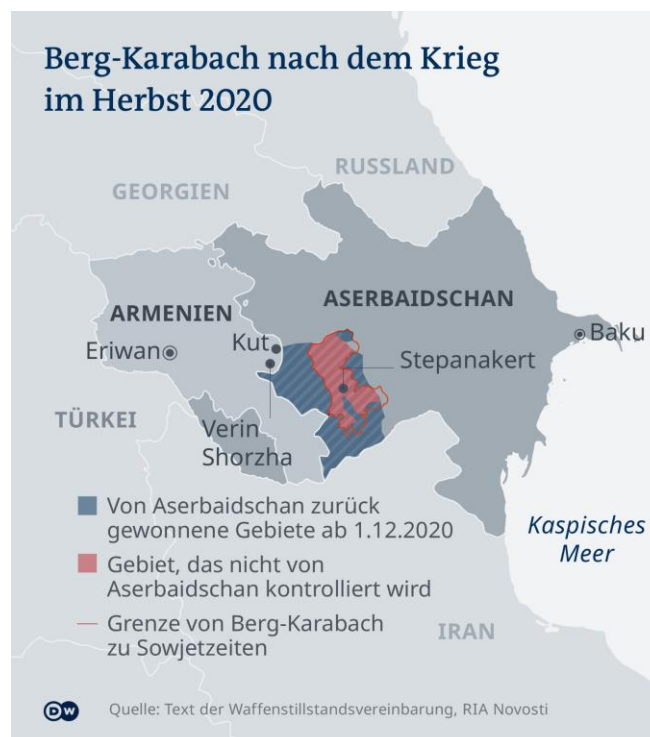 Berg-Karabach nach dem Krieg
im Herbst 2020
RUSSLAND
GEORGIEN
ASERBAIDSCHAN
ARMENIEN
Baku
Kut
Eriwan
Stepanakert
TÜRKEI
Verin
Shorzha
Von Aserbaidschan zurück
gewonnene Gebiete ab 1.12.2020
Kaspisches
Meer
Gebiet, das nicht von
Aserbaidschan kontrolliert wird
Grenze von Berg-Karabach
zu Sowjetzeiten
IRAN
DW
Quelle: Text der Waffenstillstandsvereinbarung, RIA Novosti